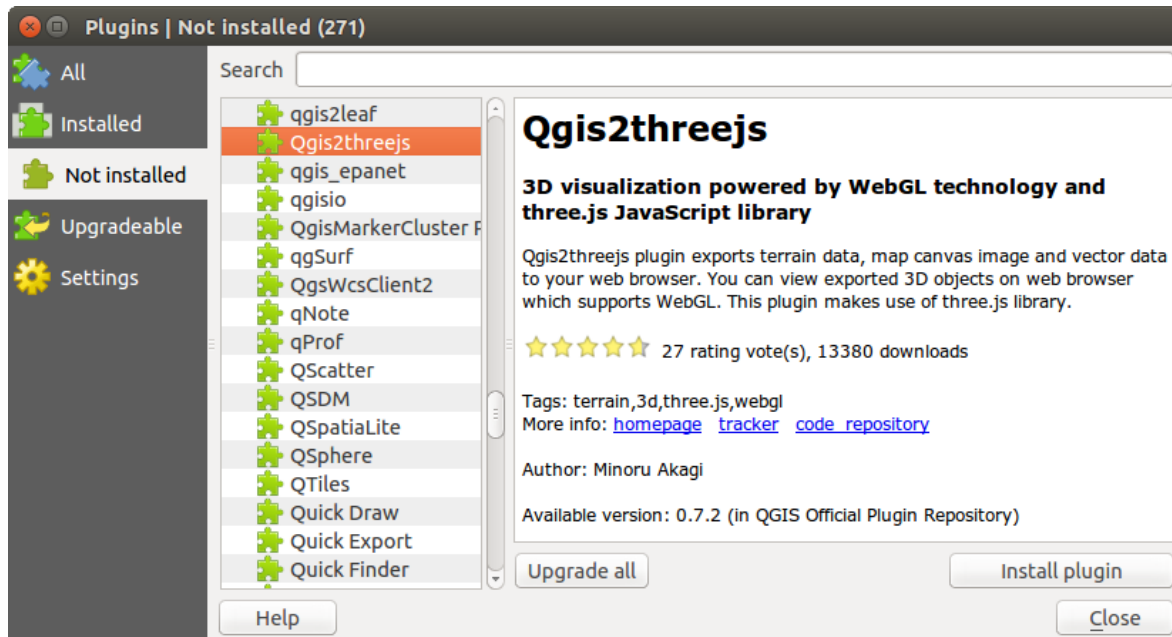 Plugins | Not installed (271)
All
Installed
Not installed
Upgradeable
Settings
Search
qgis2leaf
Qgis2threejs
qgis_epanet
qgisio
QgisMarkerCluster
qgSurf
QgsWcsClient2
qNote
qProf
QScatter
QSDM
QSpatiaLite
QSphere
QTiles
Quick Draw
Quick Export
Quick Finder
Qgis2threejs
3D visualization powered by WebGL technology and
three.js JavaScript library
Qgis2threejs plugin exports terrain data, map canvas image and vector data
to your web browser. You can view exported 3D objects on web browser
which supports WebGL. This plugin makes use of three.js library.
27 rating vote(s), 13380 downloads
Tags: terrain,3d,three.js,webgl
More info: homepage tracker code repository
Author: Minoru Akagi
Available version: 0.7.2 (in QGIS Official Plugin Repository)
Upgrade all
Install plugin
Help
Close